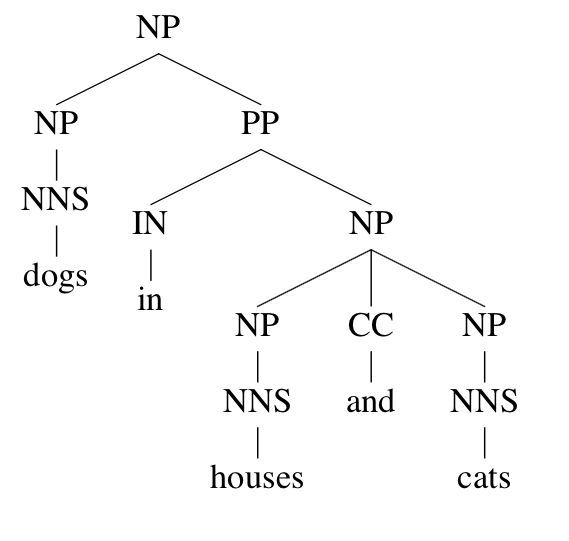 NP
NP PP
NNS IN NP
dogs in
NP CC NP
NNS and NNS
houses cats